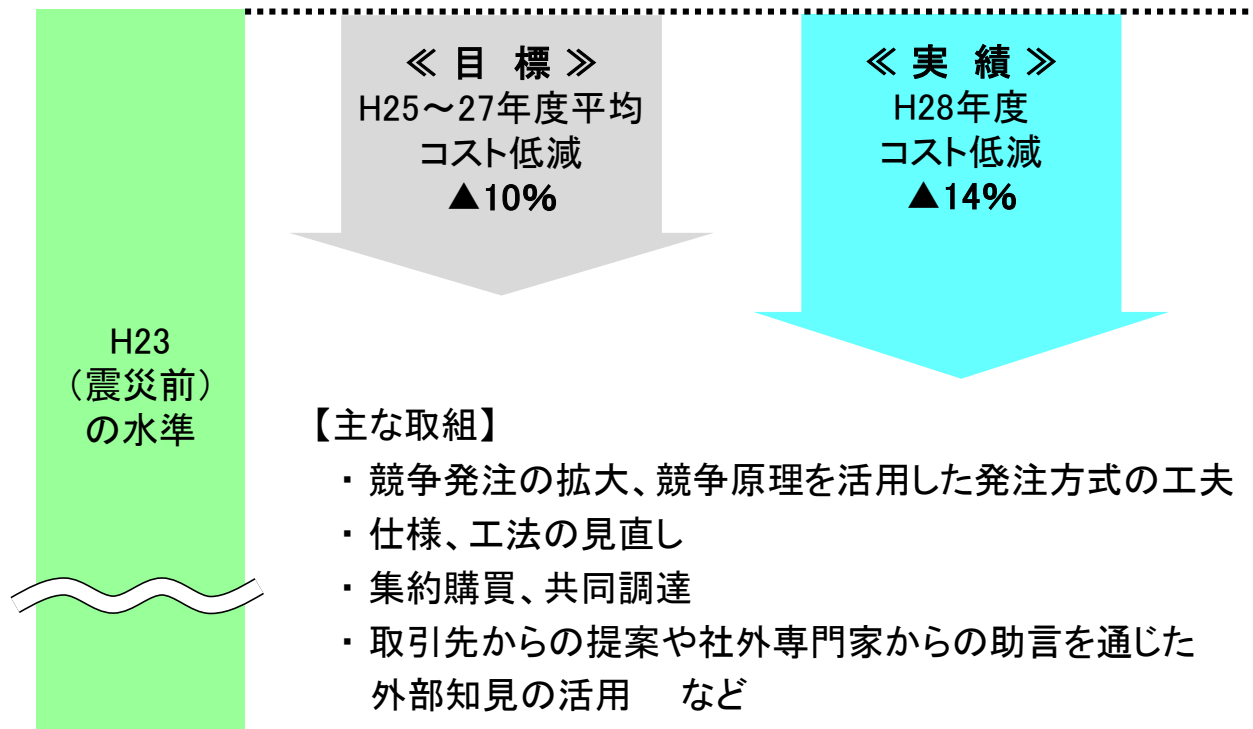 ≪ 目 標 ≫
H25～27年度平均
コスト低減
▲10%
≪ 実 績 ≫
H28年度
コスト低減
▲14%
H23
（震災前）
の水準
【主な取組】
・競争発注の拡大、競争原理を活用した発注方式の工夫
・仕様、工法の見直し
・集約購買、共同調達
・取引先からの提案や社外専門家からの助言を通じた
外部知見の活用　など